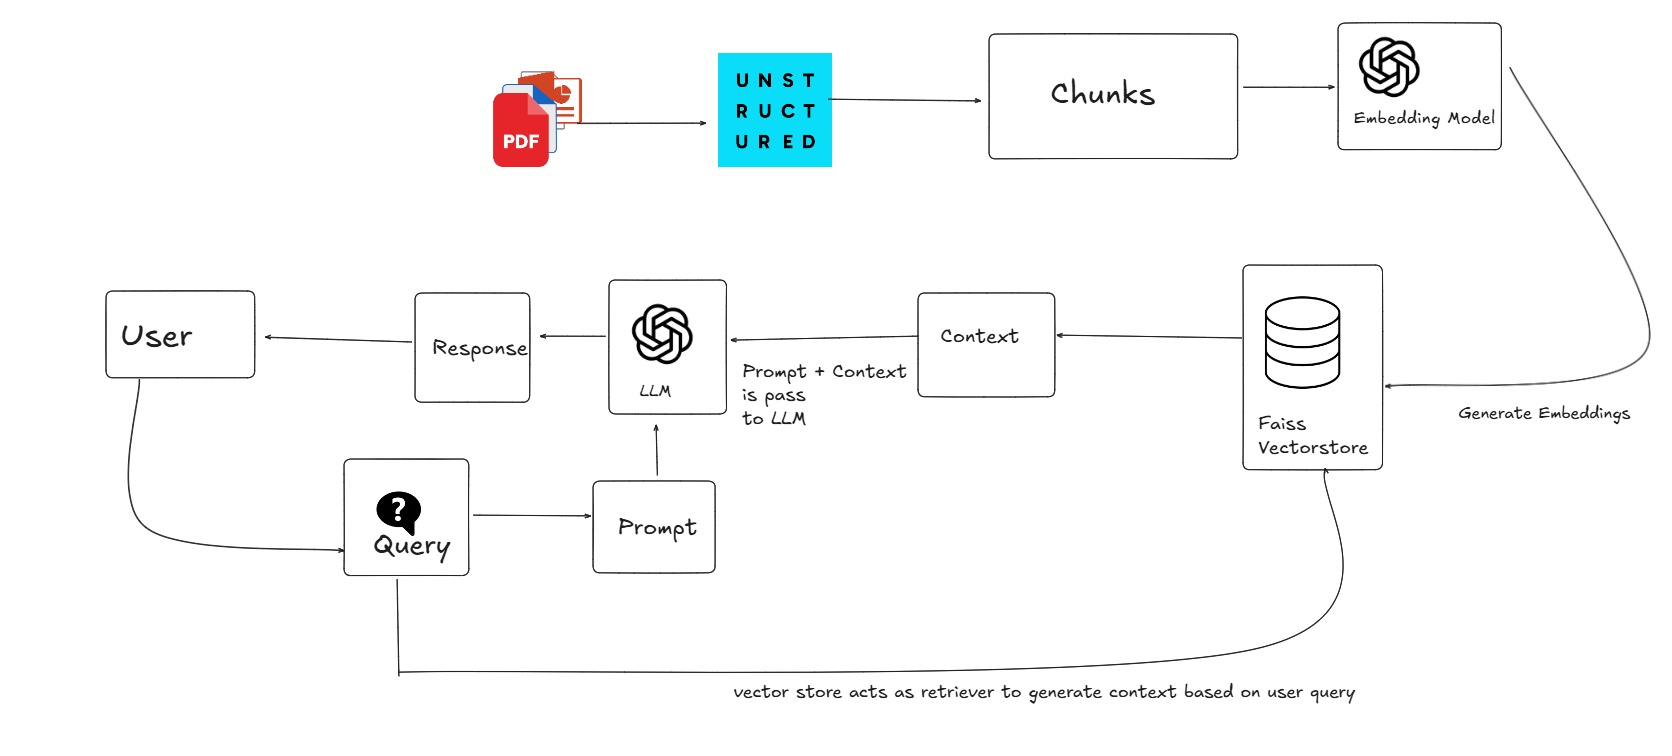 PDF
UNST
RUCT
URED
Chunks
Embedding Model
User
Response
LLM
Prompt + Context
is pass
to LLM
Context
Faiss
Vectorstore
Generate Embeddings
?
Query
Prompt
vector store acts as retriever to generate context based on user query